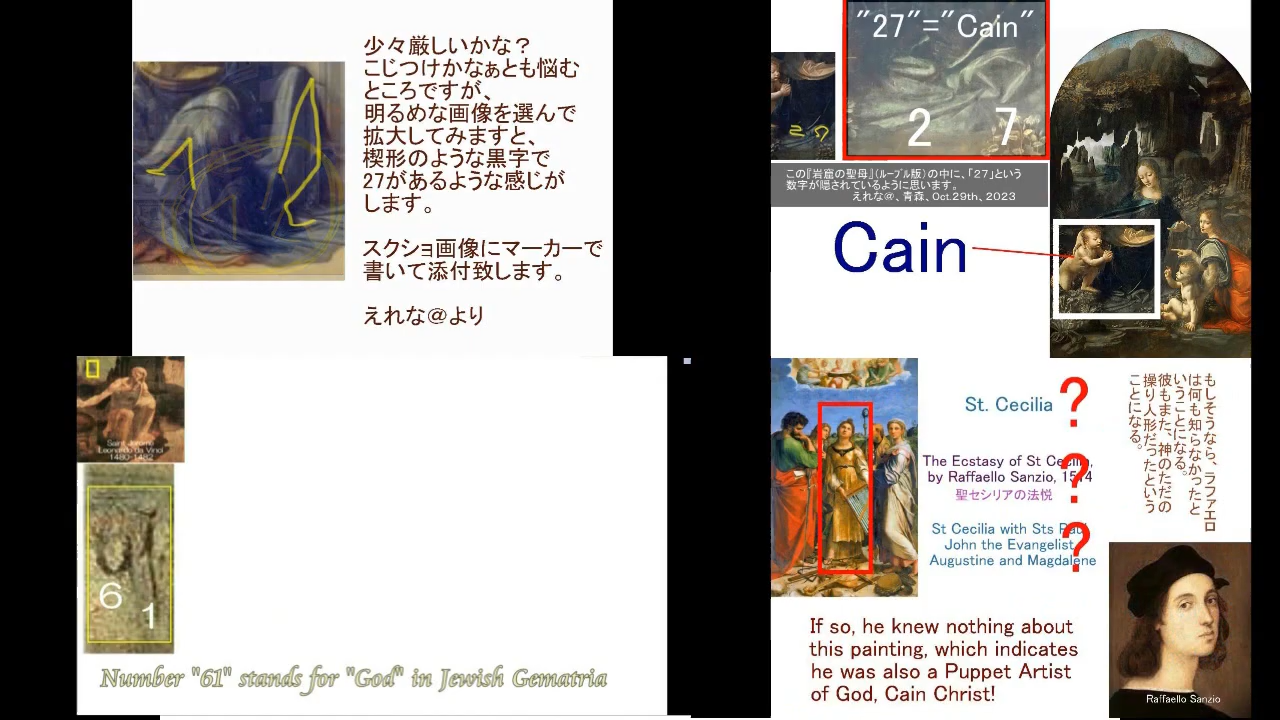 少々厳しいかな？
こじつけかなぁとも悩む
ところですが、
明るめな画像を選んで
拡大してみますと、
楔形のような黒字で
27があるような感じが
します。
スクショ画像にマーカーで
書いて添付致します。
えれな＠より
"27"="Cain"
2 7
27
この『岩窟の聖母』(ルーブル版)の中に、「27」という
数字が隠されているように思います。
えれな＠、青森、Oct.29th、2023
Cain
Saint Jerome
Leonardo da Vinci
1480-1482
6 1
Number "61" stands for "God" in Jewish Gematria
St. Cecilia ?
The Ecstasy of St Cecilia,
by Raffaello Sanzio, 1514
?
聖セシリアの法悦
St Cecilia with Sts Paul
John the Evangelist
Augustine and Magdalene
?
もしそうなら、ラファエロ
は何も知らなかったと
いうことになる。
彼もまた、神のただの
操り人形だったという
ことになる。
If so, he knew nothing about
this painting, which indicates
he was also a Puppet Artist
of God, Cain Christ!
Raffaello Sanzio